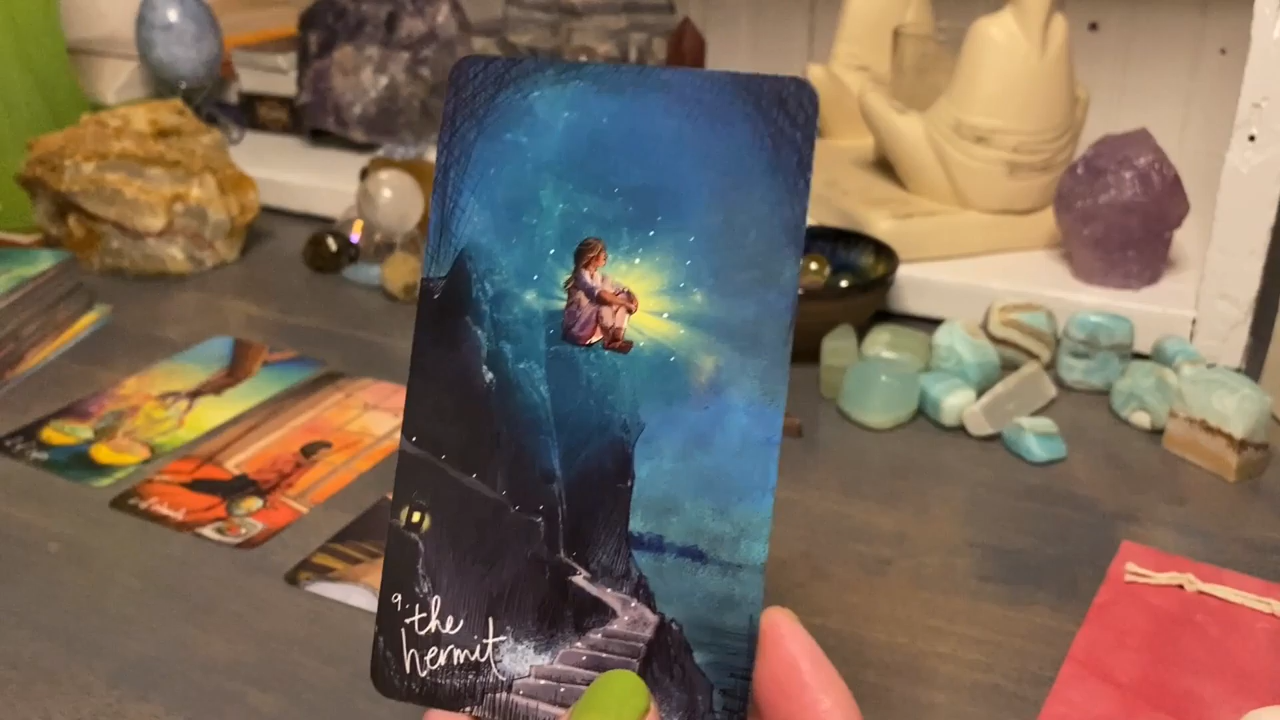 9. the
hermit